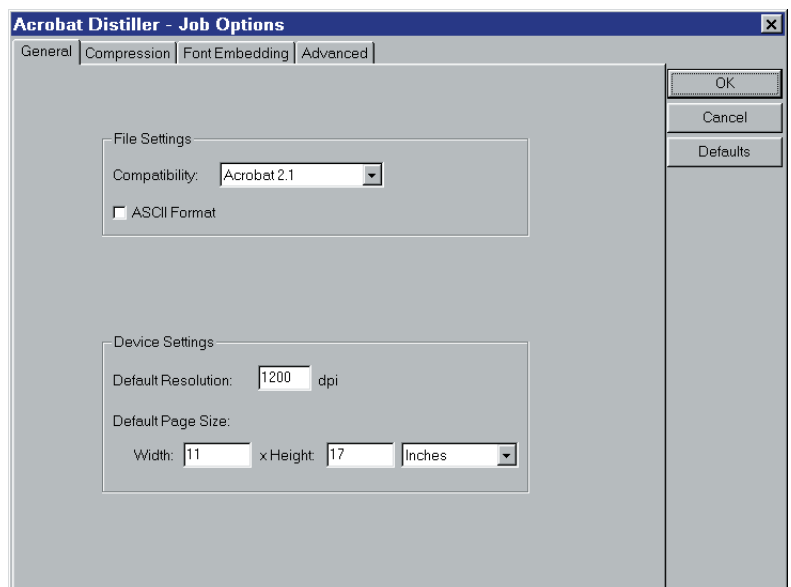 Acrobat Distiller - Job Options
General Compression Font Embedding Advanced
OK
Cancel
Defaults
File Settings
Compatibility: Acrobat 2.1
ASCII Format
Device Settings
Default Resolution: 1200 dpi
Default Page Size:
Width: 11 x Height: 17 Inches